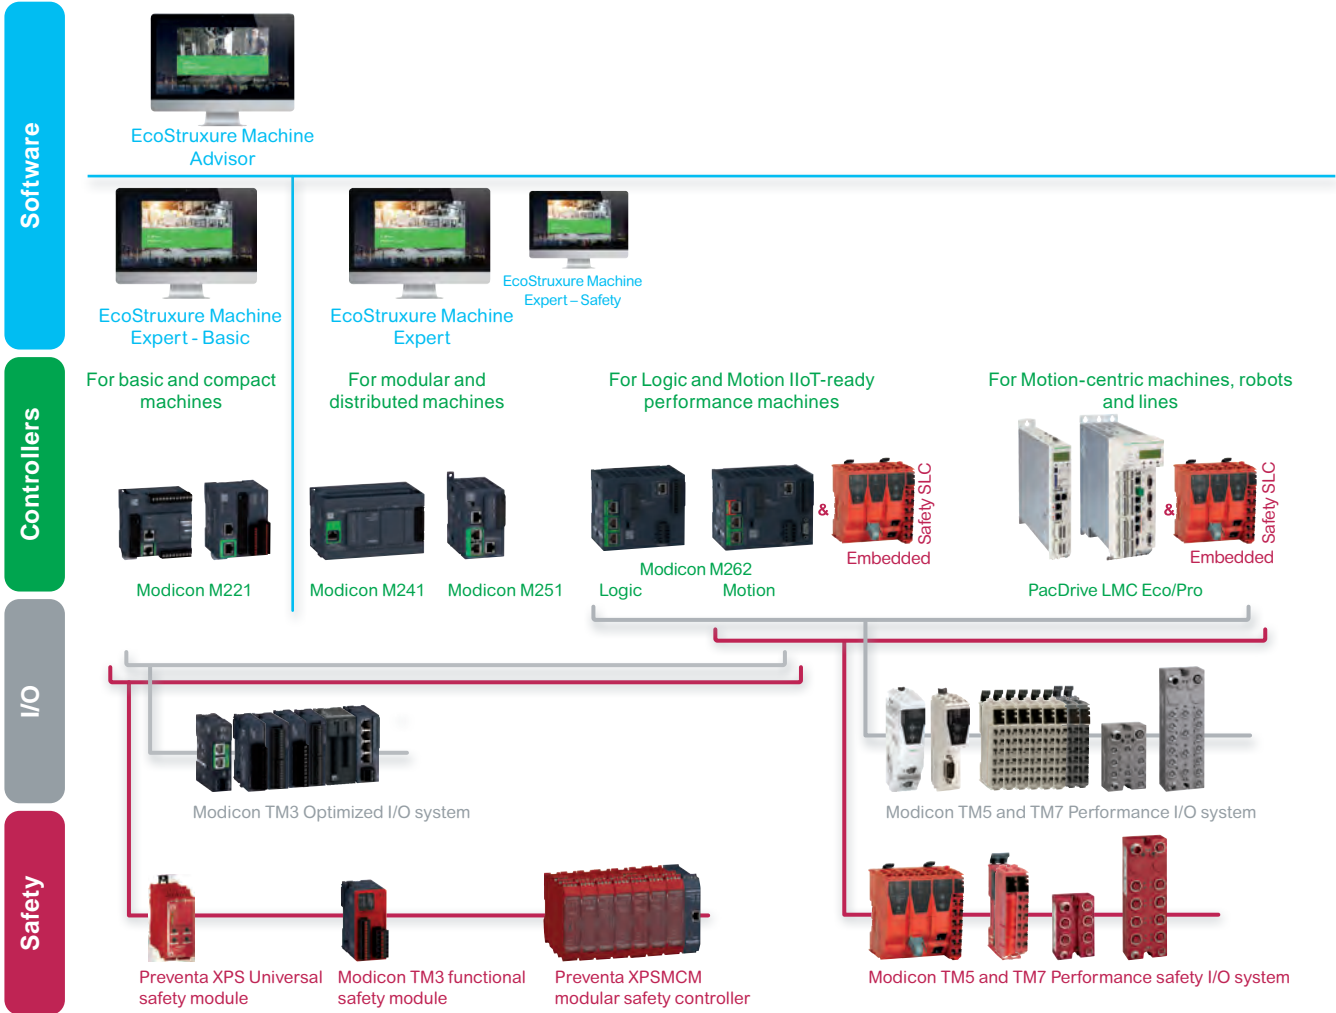 Software
EcoStruxure Machine
Advisor
EcoStruxure Machine
Expert - Basic
EcoStruxure Machine
Expert
EcoStruxure Machine
Expert – Safety
Controllers
For basic and compact
machines
For modular and
distributed machines
For Logic and Motion IIoT-ready
performance machines
For Motion-centric machines, robots
and lines
Modicon M221
Modicon M241
Modicon M251
Modicon M262
Logic
Motion
&
Embedded
Safety SLC
PacDrive LMC Eco/Pro
&
Embedded
Safety SLC
I/O
Modicon TM3 Optimized I/O system
Modicon TM5 and TM7 Performance I/O system
Safety
Preventa XPS Universal
safety module
Modicon TM3 functional
safety module
Preventa XPSMCM
modular safety controller
Modicon TM5 and TM7 Performance safety I/O system